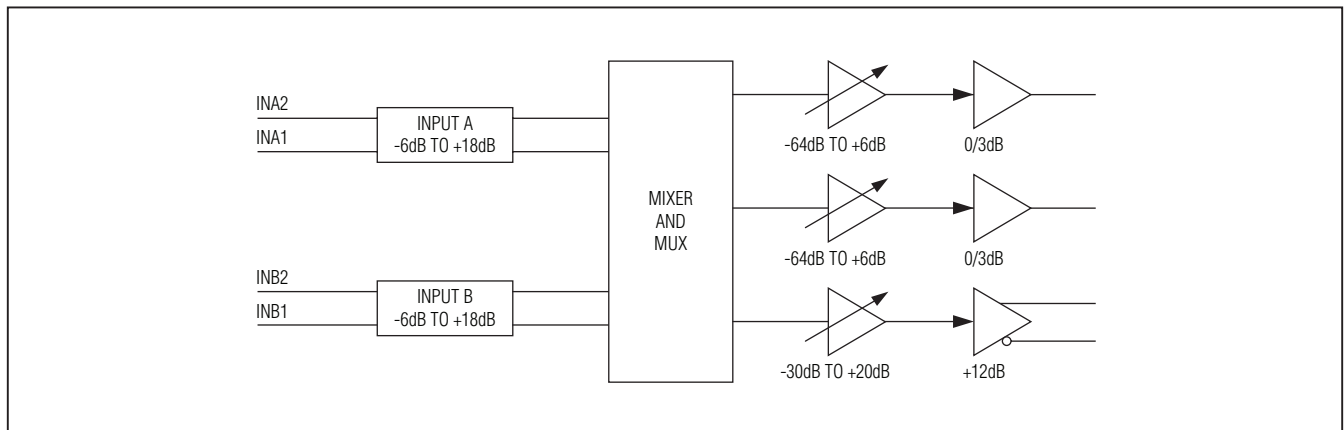 INA2
INA1
INPUT A
-6dB TO +18dB
INB2
INB1
INPUT B
-6dB TO +18dB
MIXER
AND
MUX
-64dB TO +6dB
0/3dB
-64dB TO +6dB
0/3dB
-30dB TO +20dB
+12dB